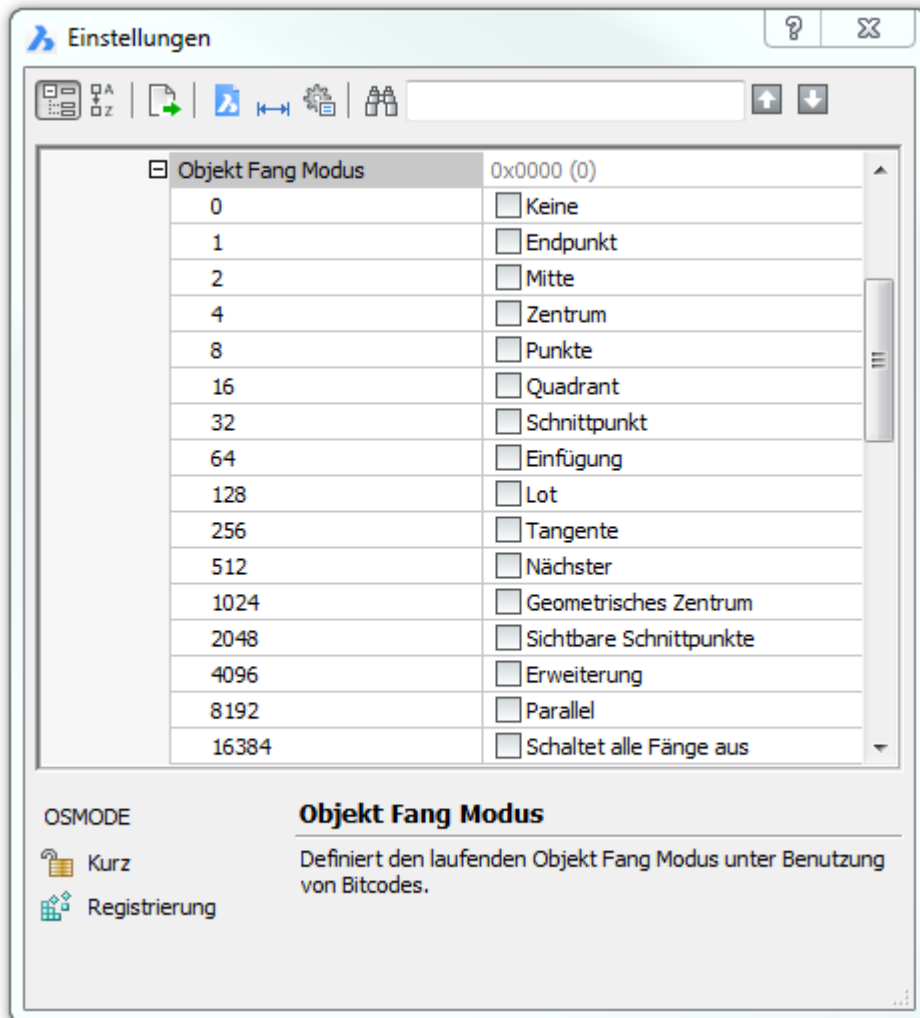 Einstellungen
Objekt Fang Modus 0x0000 (0)
0 Keine
1 Endpunkt
2 Mitte
4 Zentrum
8 Punkte
16 Quadrant
32 Schnittpunkt
64 Einfügung
128 Lot
256 Tangente
512 Nächster
1024 Geometrisches Zentrum
2048 Sichtbare Schnittpunkte
4096 Erweiterung
8192 Parallel
16384 Schaltet alle Fänge aus
OSMODE
Kurz
Registrierung
Objekt Fang Modus
Definiert den laufenden Objekt Fang Modus unter Benutzung
von Bitcodes.